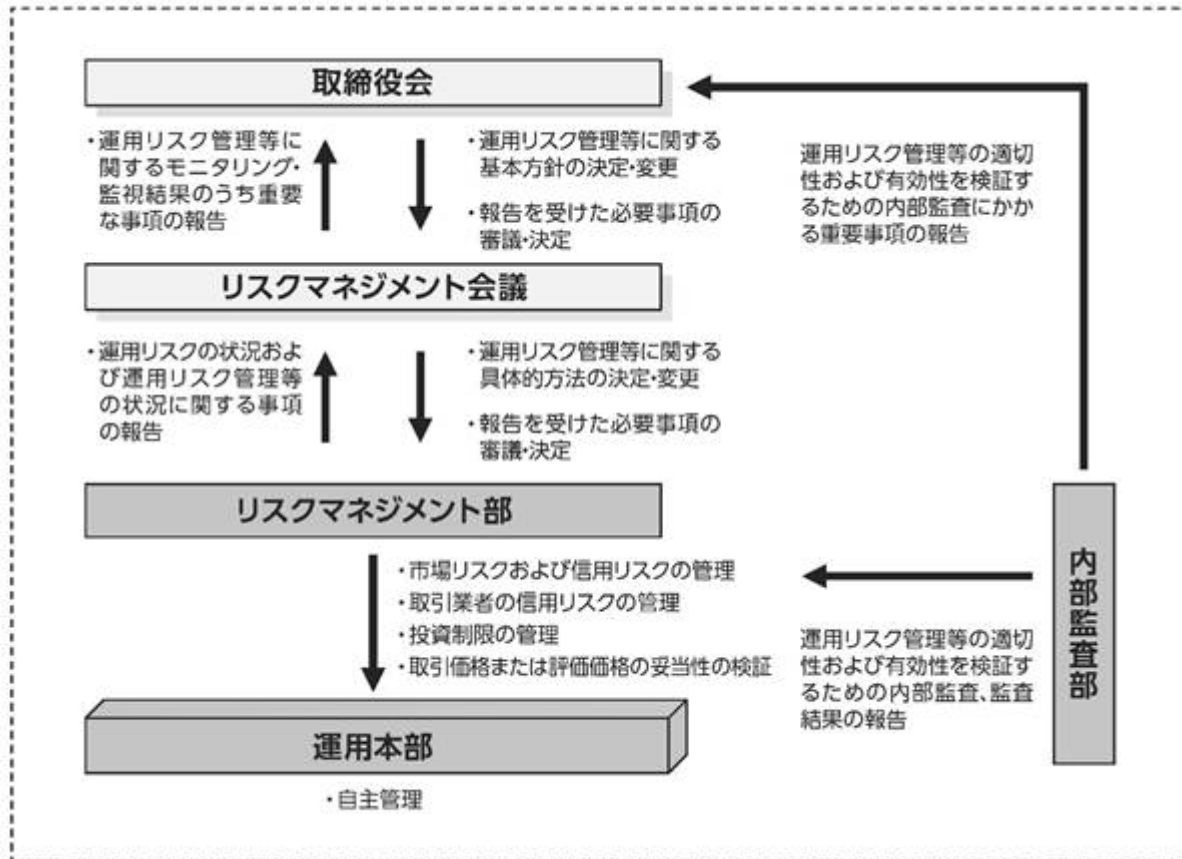 取締役会
・運用リスク管理等に
関するモニタリング・
監視結果のうち重要
な事項の報告
・運用リスク管理等に関する
基本方針の決定・変更
・報告を受けた必要事項の
審議・決定
運用リスク管理等の適切
性および有効性を検証す
るための内部監査にかか
る重要事項の報告
リスクマネジメント会議
・運用リスクの状況およ
び運用リスク管理等
の状況に関する事項
の報告
・運用リスク管理等に関する
具体的方法の決定・変更
・報告を受けた必要事項の
審議・決定
リスクマネジメント部
・市場リスクおよび信用リスクの管理
・取引業者の信用リスクの管理
・投資制限の管理
・取引価格または評価価格の妥当性の検証
内部監査部
運用リスク管理等の適切
性および有効性を検証す
るための内部監査、監査
結果の報告
運用本部
・自主管理